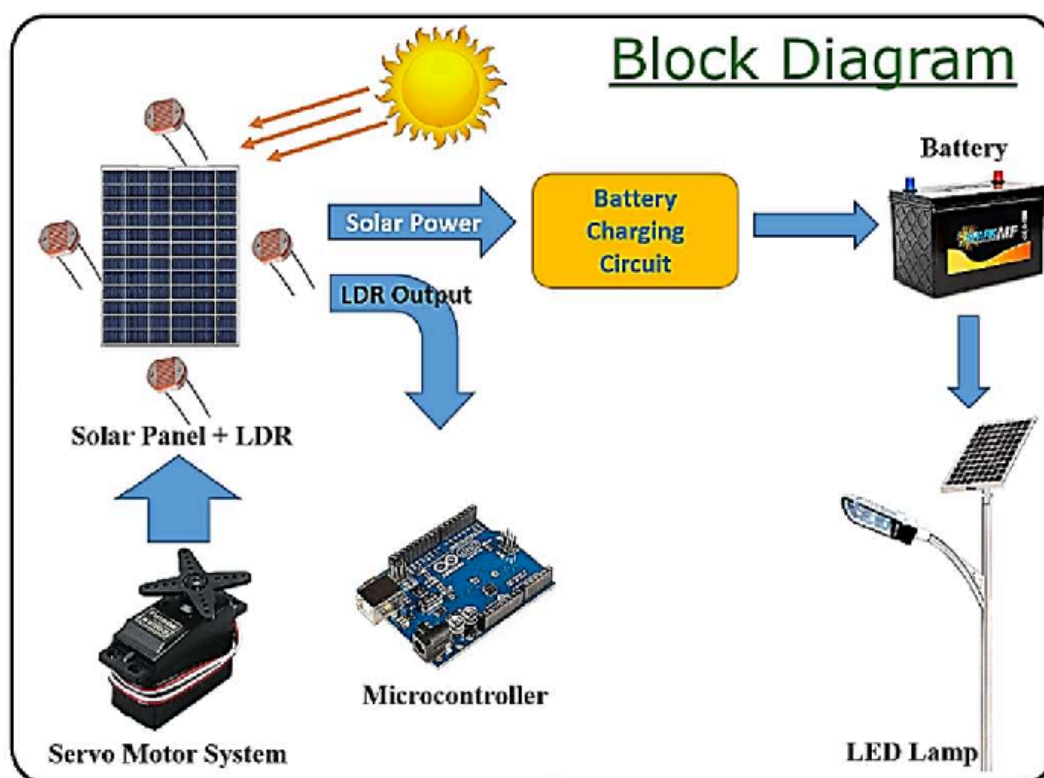 Block Diagram
Battery
Solar Power
Battery
Charging
Circuit
LDR Output
Solar Panel + LDR
Microcontroller
Servo Motor System
LED Lamp